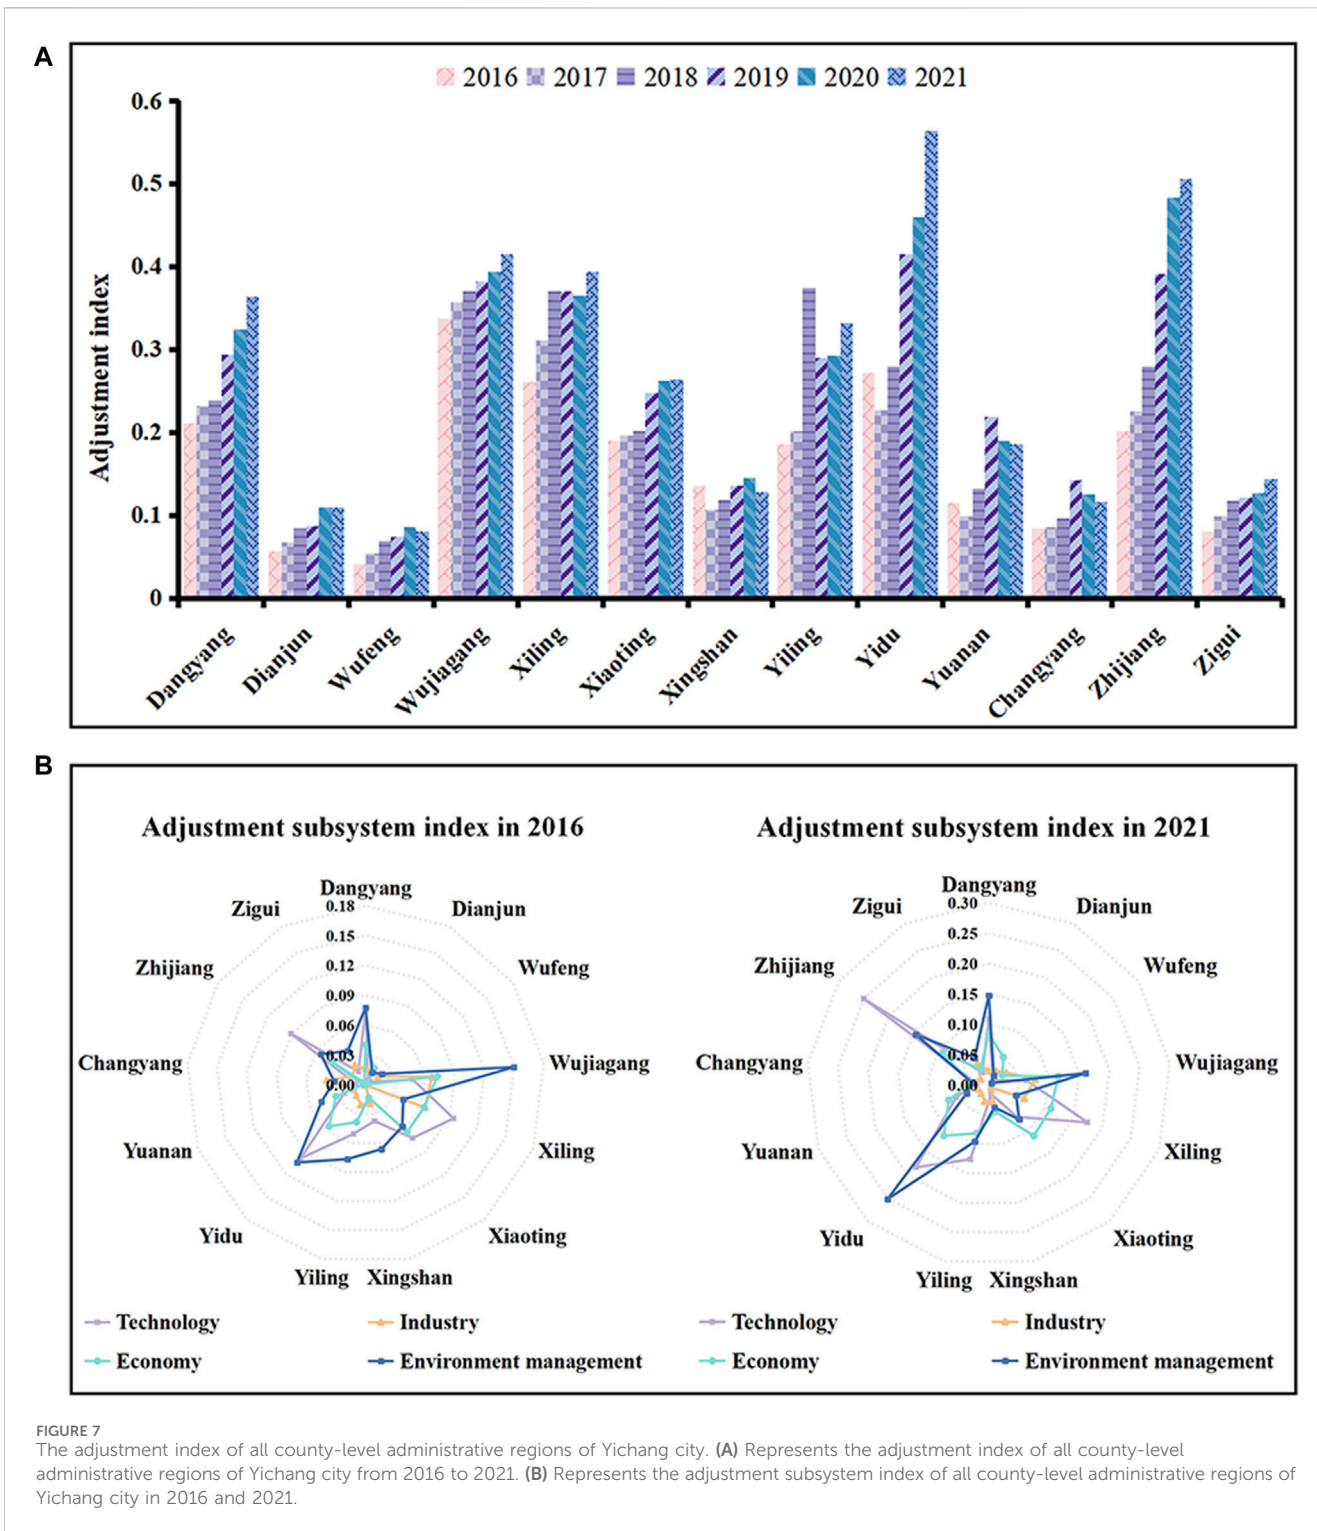 A
2016 2017 2018 2019 2020 2021
0.6
0.5
0.4
0.3
0.2
0.1
0
Adjustment index
Dangyang Dianjun Wufeng Wujiagang Xiling Xiaoting Xingshan Yiling Yidu Yuanan Changyang Zhijiang Zigui
B
Adjustment subsystem index in 2016
Dangyang
Dianjun
Wufeng
Wujiagang
Xiling
Xiaoting
Xingshan
Yiling
Yidu
Yuanan
Changyang
Zhijiang
Zigui
0.18
0.15
0.12
0.09
0.06
0.03
0.00
Technology Industry
Economy Environment management
Adjustment subsystem index in 2021
Dangyang
Dianjun
Wufeng
Wujiagang
Xiling
Xiaoting
Xingshan
Yiling
Yidu
Yuanan
Changyang
Zhijiang
Zigui
0.30
0.25
0.20
0.15
0.10
0.05
0.00
Technology Industry
Economy Environment management
FIGURE 7
The adjustment index of all county-level administrative regions of Yichang city. (A) Represents the adjustment index of all county-level
administrative regions of Yichang city from 2016 to 2021. (B) Represents the adjustment subsystem index of all county-level administrative regions of
Yichang city in 2016 and 2021.